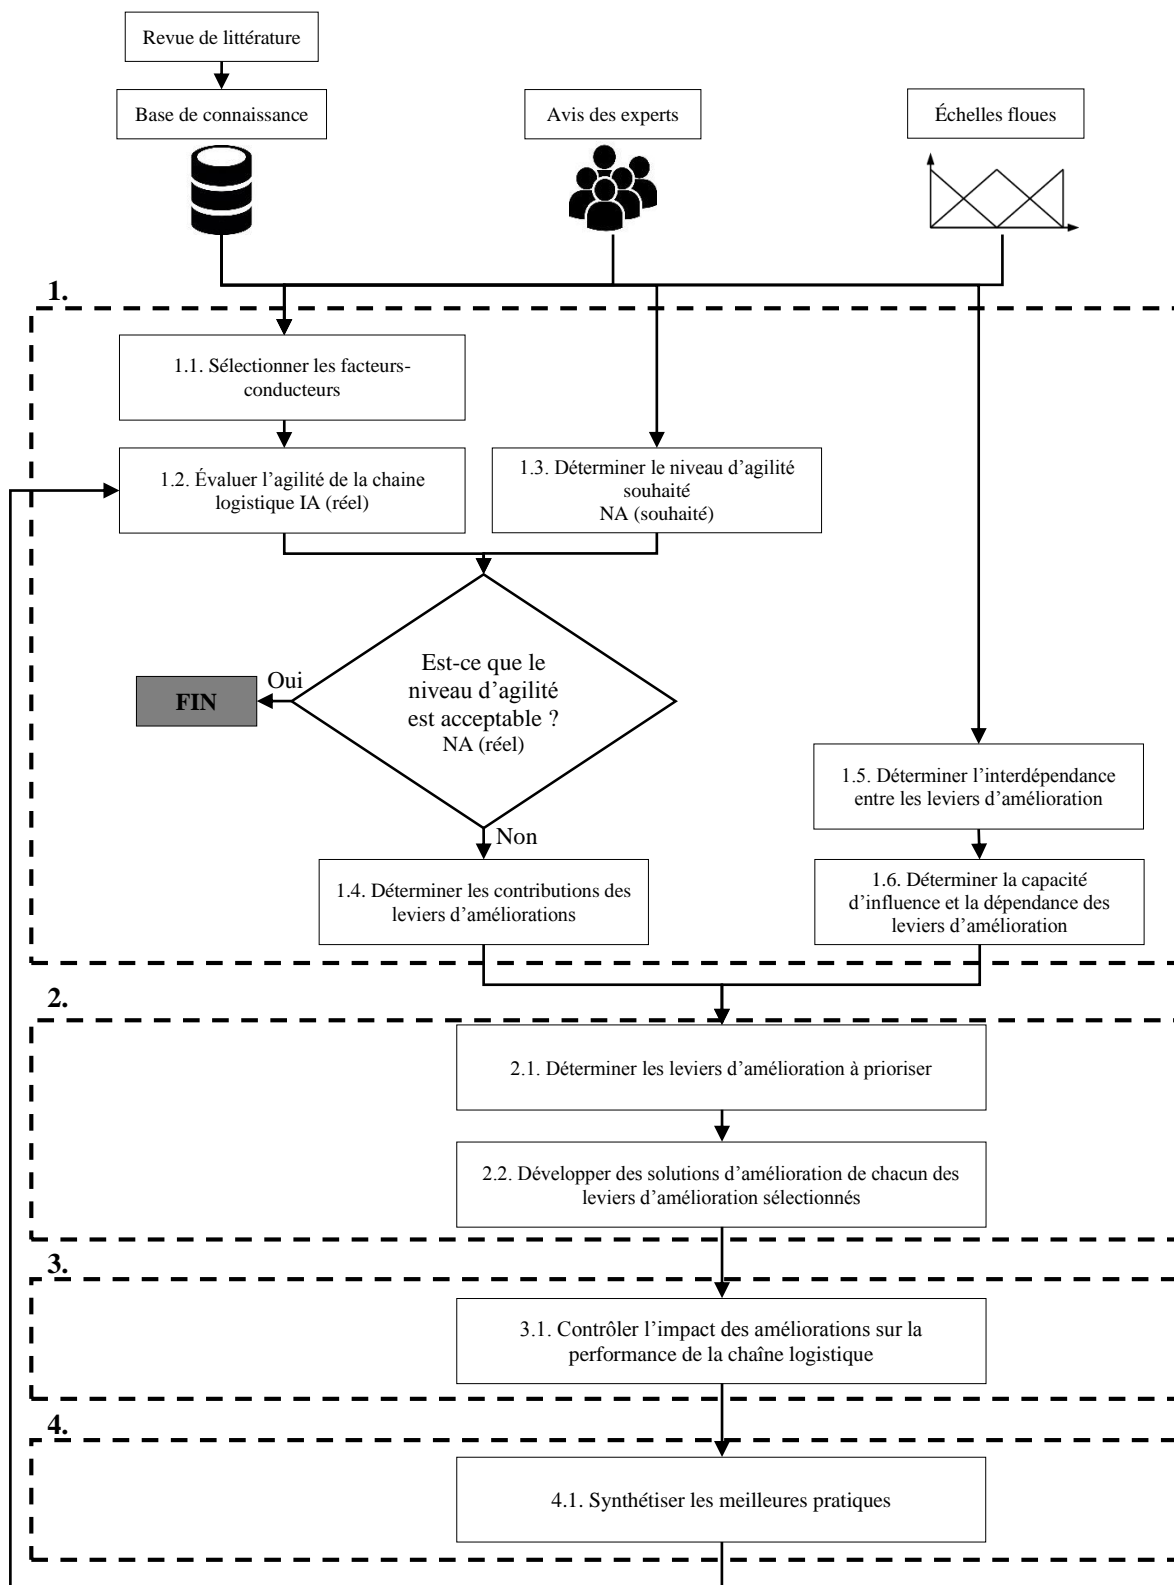 Revue de littérature
Base de connaissance
Avis des experts
Échelles floues
1.
1.1. Sélectionner les facteurs-
conducteurs
1.2. Évaluer l’agilité de la chaine
logistique IA (réel)
1.3. Déterminer le niveau d’agilité
souhaité
NA (souhaité)
Est-ce que le
niveau d’agilité
est acceptable ?
NA (réel)
Oui
FIN
Non
1.4. Déterminer les contributions des
leviers d’améliorations
1.5. Déterminer l’interdépendance
entre les leviers d’amélioration
1.6. Déterminer la capacité
d’influence et la dépendance des
leviers d’amélioration
2.
2.1. Déterminer les leviers d’amélioration à prioriser
2.2. Développer des solutions d’amélioration de chacun des
leviers d’amélioration sélectionnés
3.
3.1. Contrôler l’impact des améliorations sur la
performance de la chaîne logistique
4.
4.1. Synthétiser les meilleures pratiques